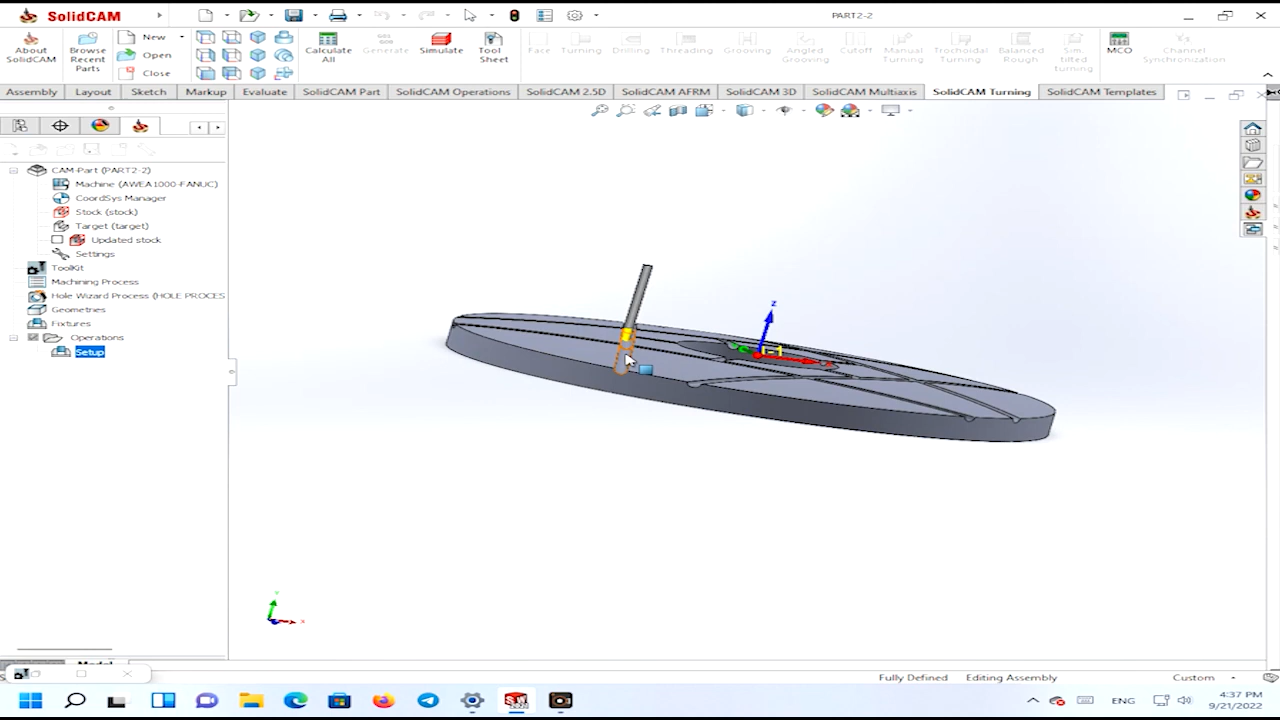 SolidCAM
PART2-2
About SolidCAM
Browse Recent Parts
New
Open
Close
Calculate All
Generate
Simulate
Tool Sheet
Face
Turning
Drilling
Threading
Grooving
Angled Grooving
Cutoff
Manual Turning
Trochoidal Turning
Balanced Rough
Sim. tilted turning
MCO
Channel Synchronization
Assembly
Layout
Sketch
Markup
Evaluate
SolidCAM Part
SolidCAM Operations
SolidCAM 2.5D
SolidCAM AFRM
SolidCAM 3D
SolidCAM Multiaxis
SolidCAM Turning
SolidCAM Templates
CAM-Part (PART2-2)
Machine (AWEA1000-FANUC)
CoordSys Manager
Stock (stock)
Target (target)
Updated stock
Settings
ToolKit
Machining Process
Hole Wizard Process (HOLE PROCES
Geometries
Fixtures
Operations
Setup
Z
Model
Fully Defined
Editing Assembly
Custom
ENG
4:37 PM
9/21/2022